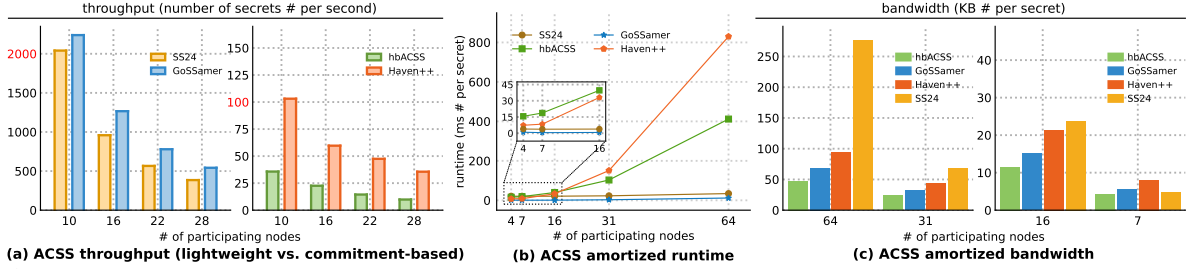 throughput (number of secrets # per second)
2000
1500
1000
500
0
SS24
GoSSamer
10 16 22 28
150
125
100
75
50
25
0
hbACSS
Haven++
10 16 22 28
# of participating nodes
(a) ACSS throughput (lightweight vs. commitment-based)
runtime (ms # per secret)
800
600
400
200
0
SS24
hbACSS
GoSSamer
Haven++
45
30
15
0
4 7 16
4 7 16 31 64
# of participating nodes
(b) ACSS amortized runtime
bandwidth (KB # per secret)
250
200
150
100
50
0
hbACSS
GoSSamer
Haven++
SS24
64 31
40
30
20
10
0
hbACSS
GoSSamer
Haven++
SS24
16 7
# of participating nodes
(c) ACSS amortized bandwidth